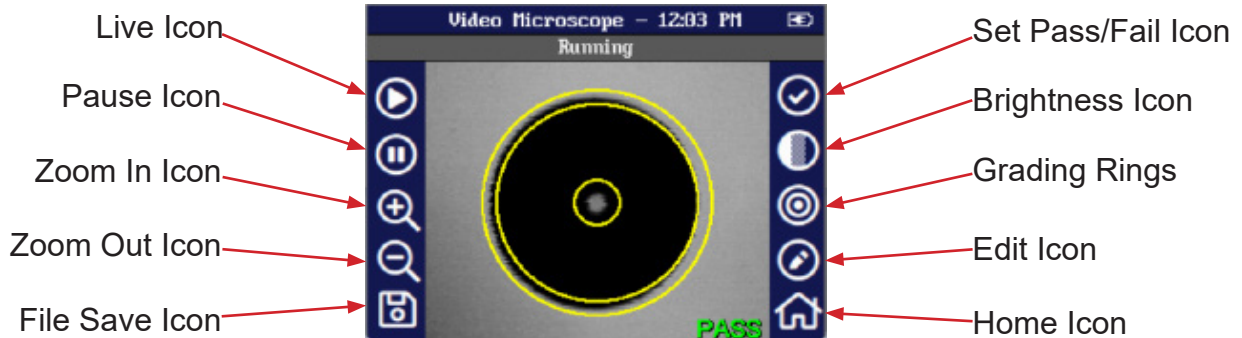 Video Microscope - 12:03 PM
Running
Live Icon
Pause Icon
Zoom In Icon
Zoom Out Icon
File Save Icon
Set Pass/Fail Icon
Brightness Icon
Grading Rings
Edit Icon
Home Icon
PASS